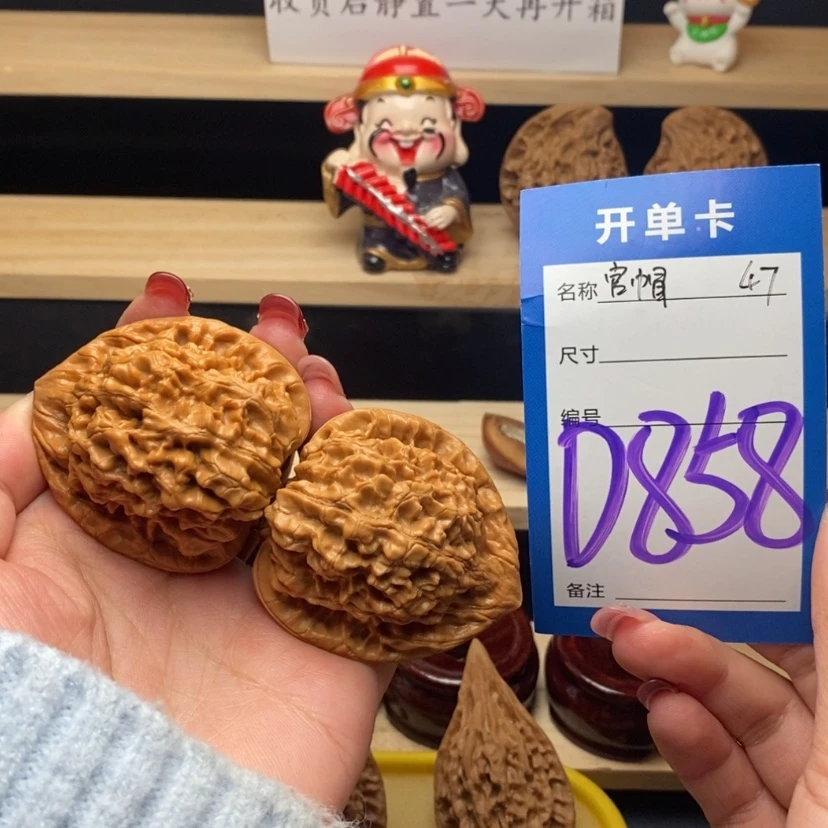 收货后静置一天再开箱
开单卡
名称 官帽 47
尺寸
编号
D858
备注